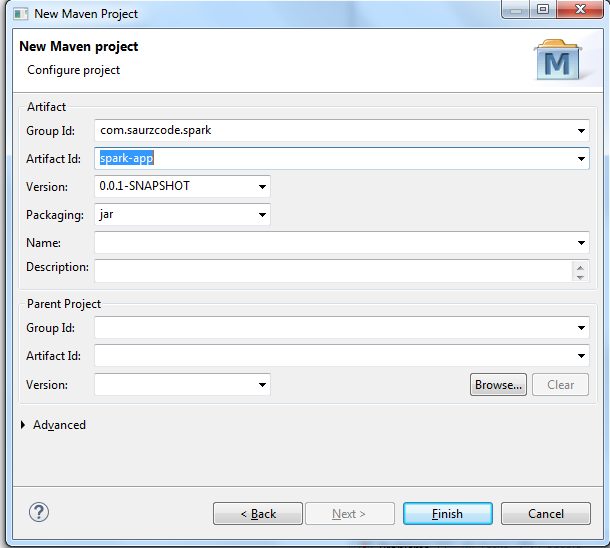 New Maven Project
New Maven project
Configure project
M
Artifact
Group Id: com.saurzcode.spark
Artifact Id: spark-app
Version: 0.0.1-SNAPSHOT
Packaging: jar
Name:
Description:
Parent Project
Group Id:
Artifact Id:
Version: Browse... Clear
Advanced
? < Back Next > Finish Cancel